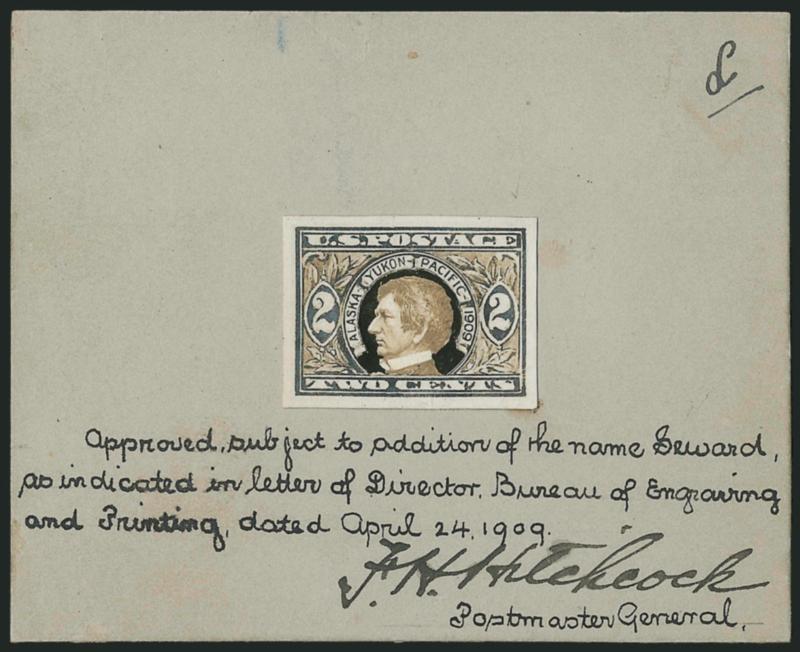 d
U.S. POSTAGE
ALASKA-YUKON-PACIFIC-1909
2 2
TWO CENTS
Approved, subject to addition of the name Seward,
as indicated in letter of Director, Bureau of Engraving
and Printing, dated April 24, 1909.
F. H. Hitchcock
Postmaster General.